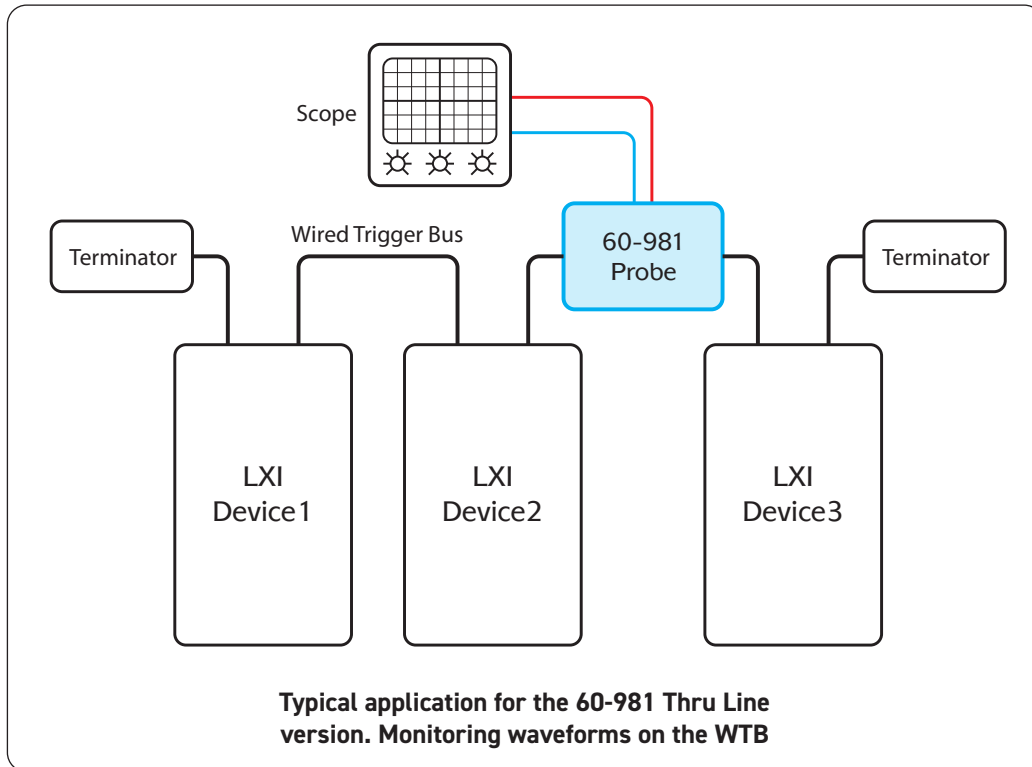 Scope
Wired Trigger Bus
60-981
Probe
Terminator
Terminator
LXI
Device1
LXI
Device2
LXI
Device3
Typical application for the 60-981 Thru Line
version. Monitoring waveforms on the WTB